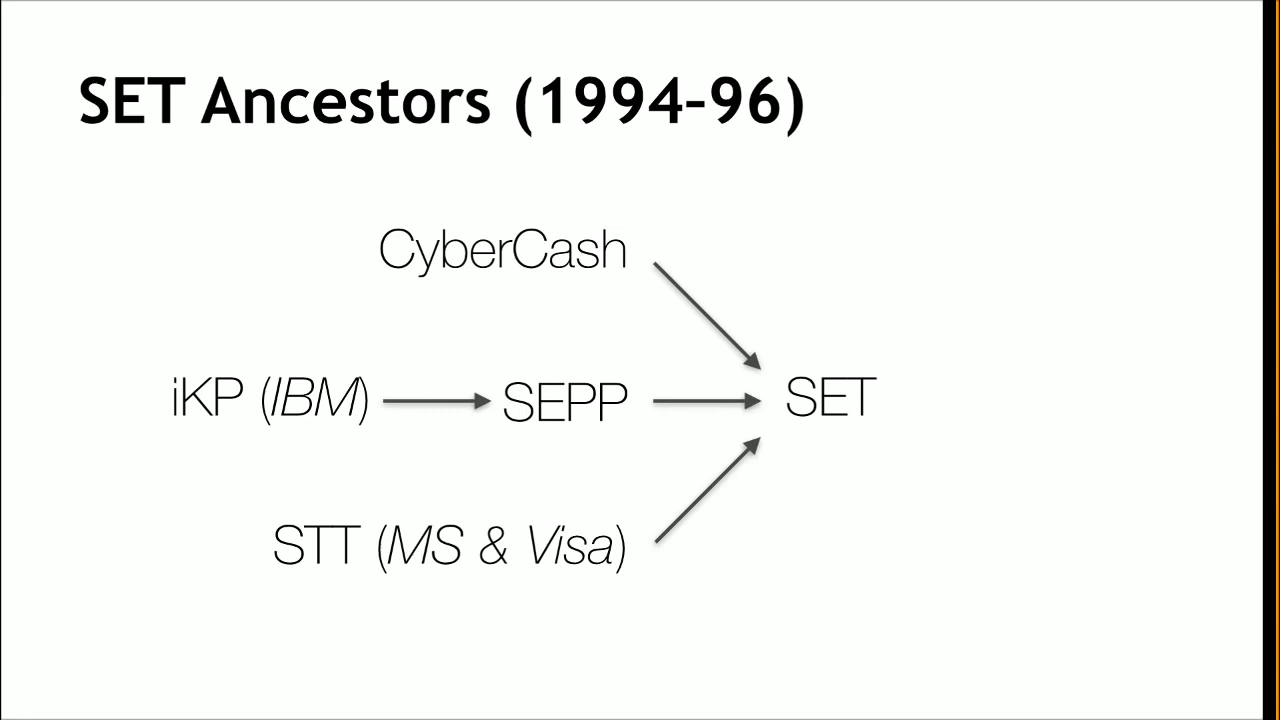 SET Ancestors (1994-96)
CyberCash
iKP (IBM)
SEPP
SET
STT (MS & Visa)